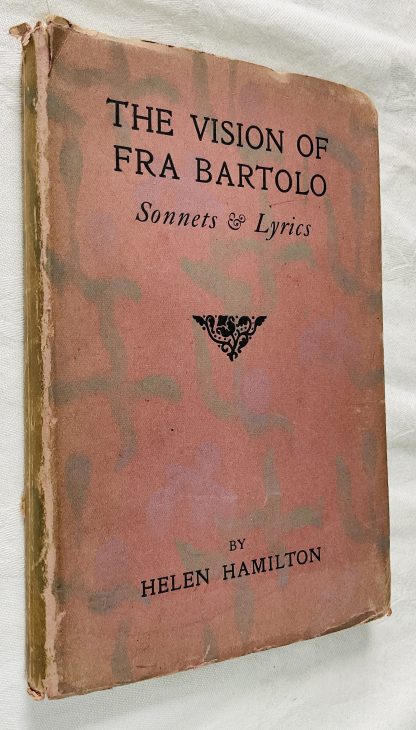 THE VISION OF
FRA BARTOLO
Sonnets & Lyrics
BY
HELEN HAMILTON